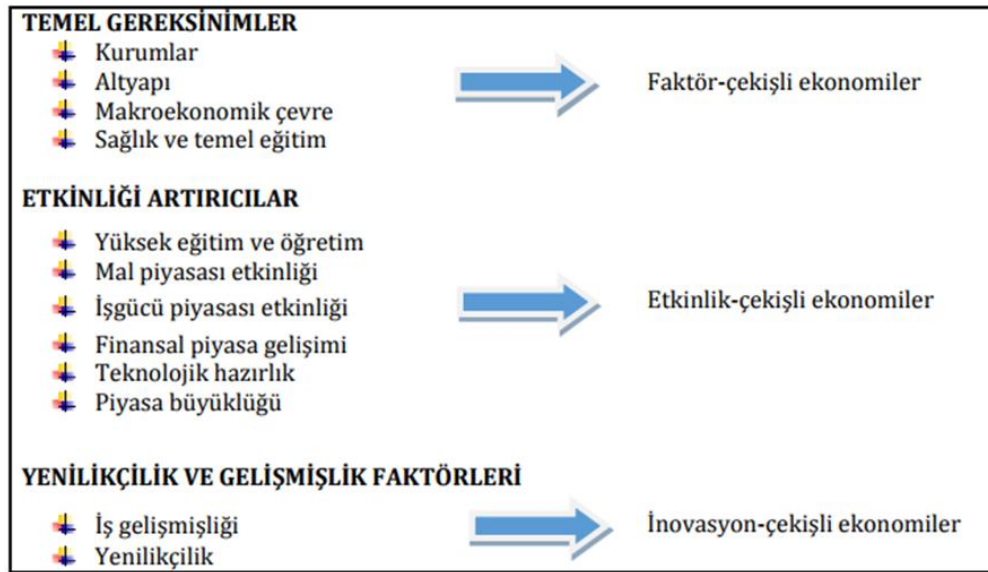 TEMEL GEREKSİNİMLER
Kurumlar
Altyapı
Makroekonomik çevre
Sağlık ve temel eğitim
Faktör-çekişli ekonomiler
ETKİNLİĞİ ARTIRICILAR
Yüksek eğitim ve öğretim
Mal piyasası etkinliği
İşgücü piyasası etkinliği
Finansal piyasa gelişimi
Teknolojik hazırlık
Piyasa büyüklüğü
Etkinlik-çekişli ekonomiler
YENİLİKÇİLİK VE GELİŞMİŞLİK FAKTÖRLERİ
İş gelişmişliği
Yenilikçilik
İnovasyon-çekişli ekonomiler